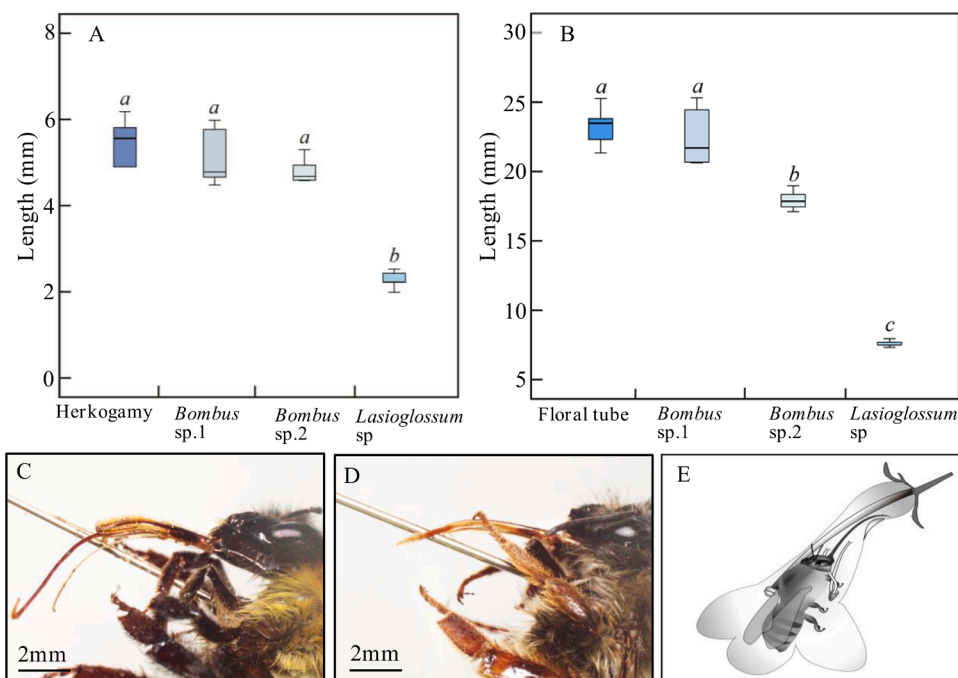 A
8
6
4
2
0
Length (mm)
a
a
a
b
Herkogamy
Bombus
sp.1
Bombus
sp.2
Lasioglossum
sp
B
30
25
20
15
10
5
Length (mm)
a
a
b
c
Floral tube
Bombus
sp.1
Bombus
sp.2
Lasioglossum
sp
C
2mm
D
2mm
E